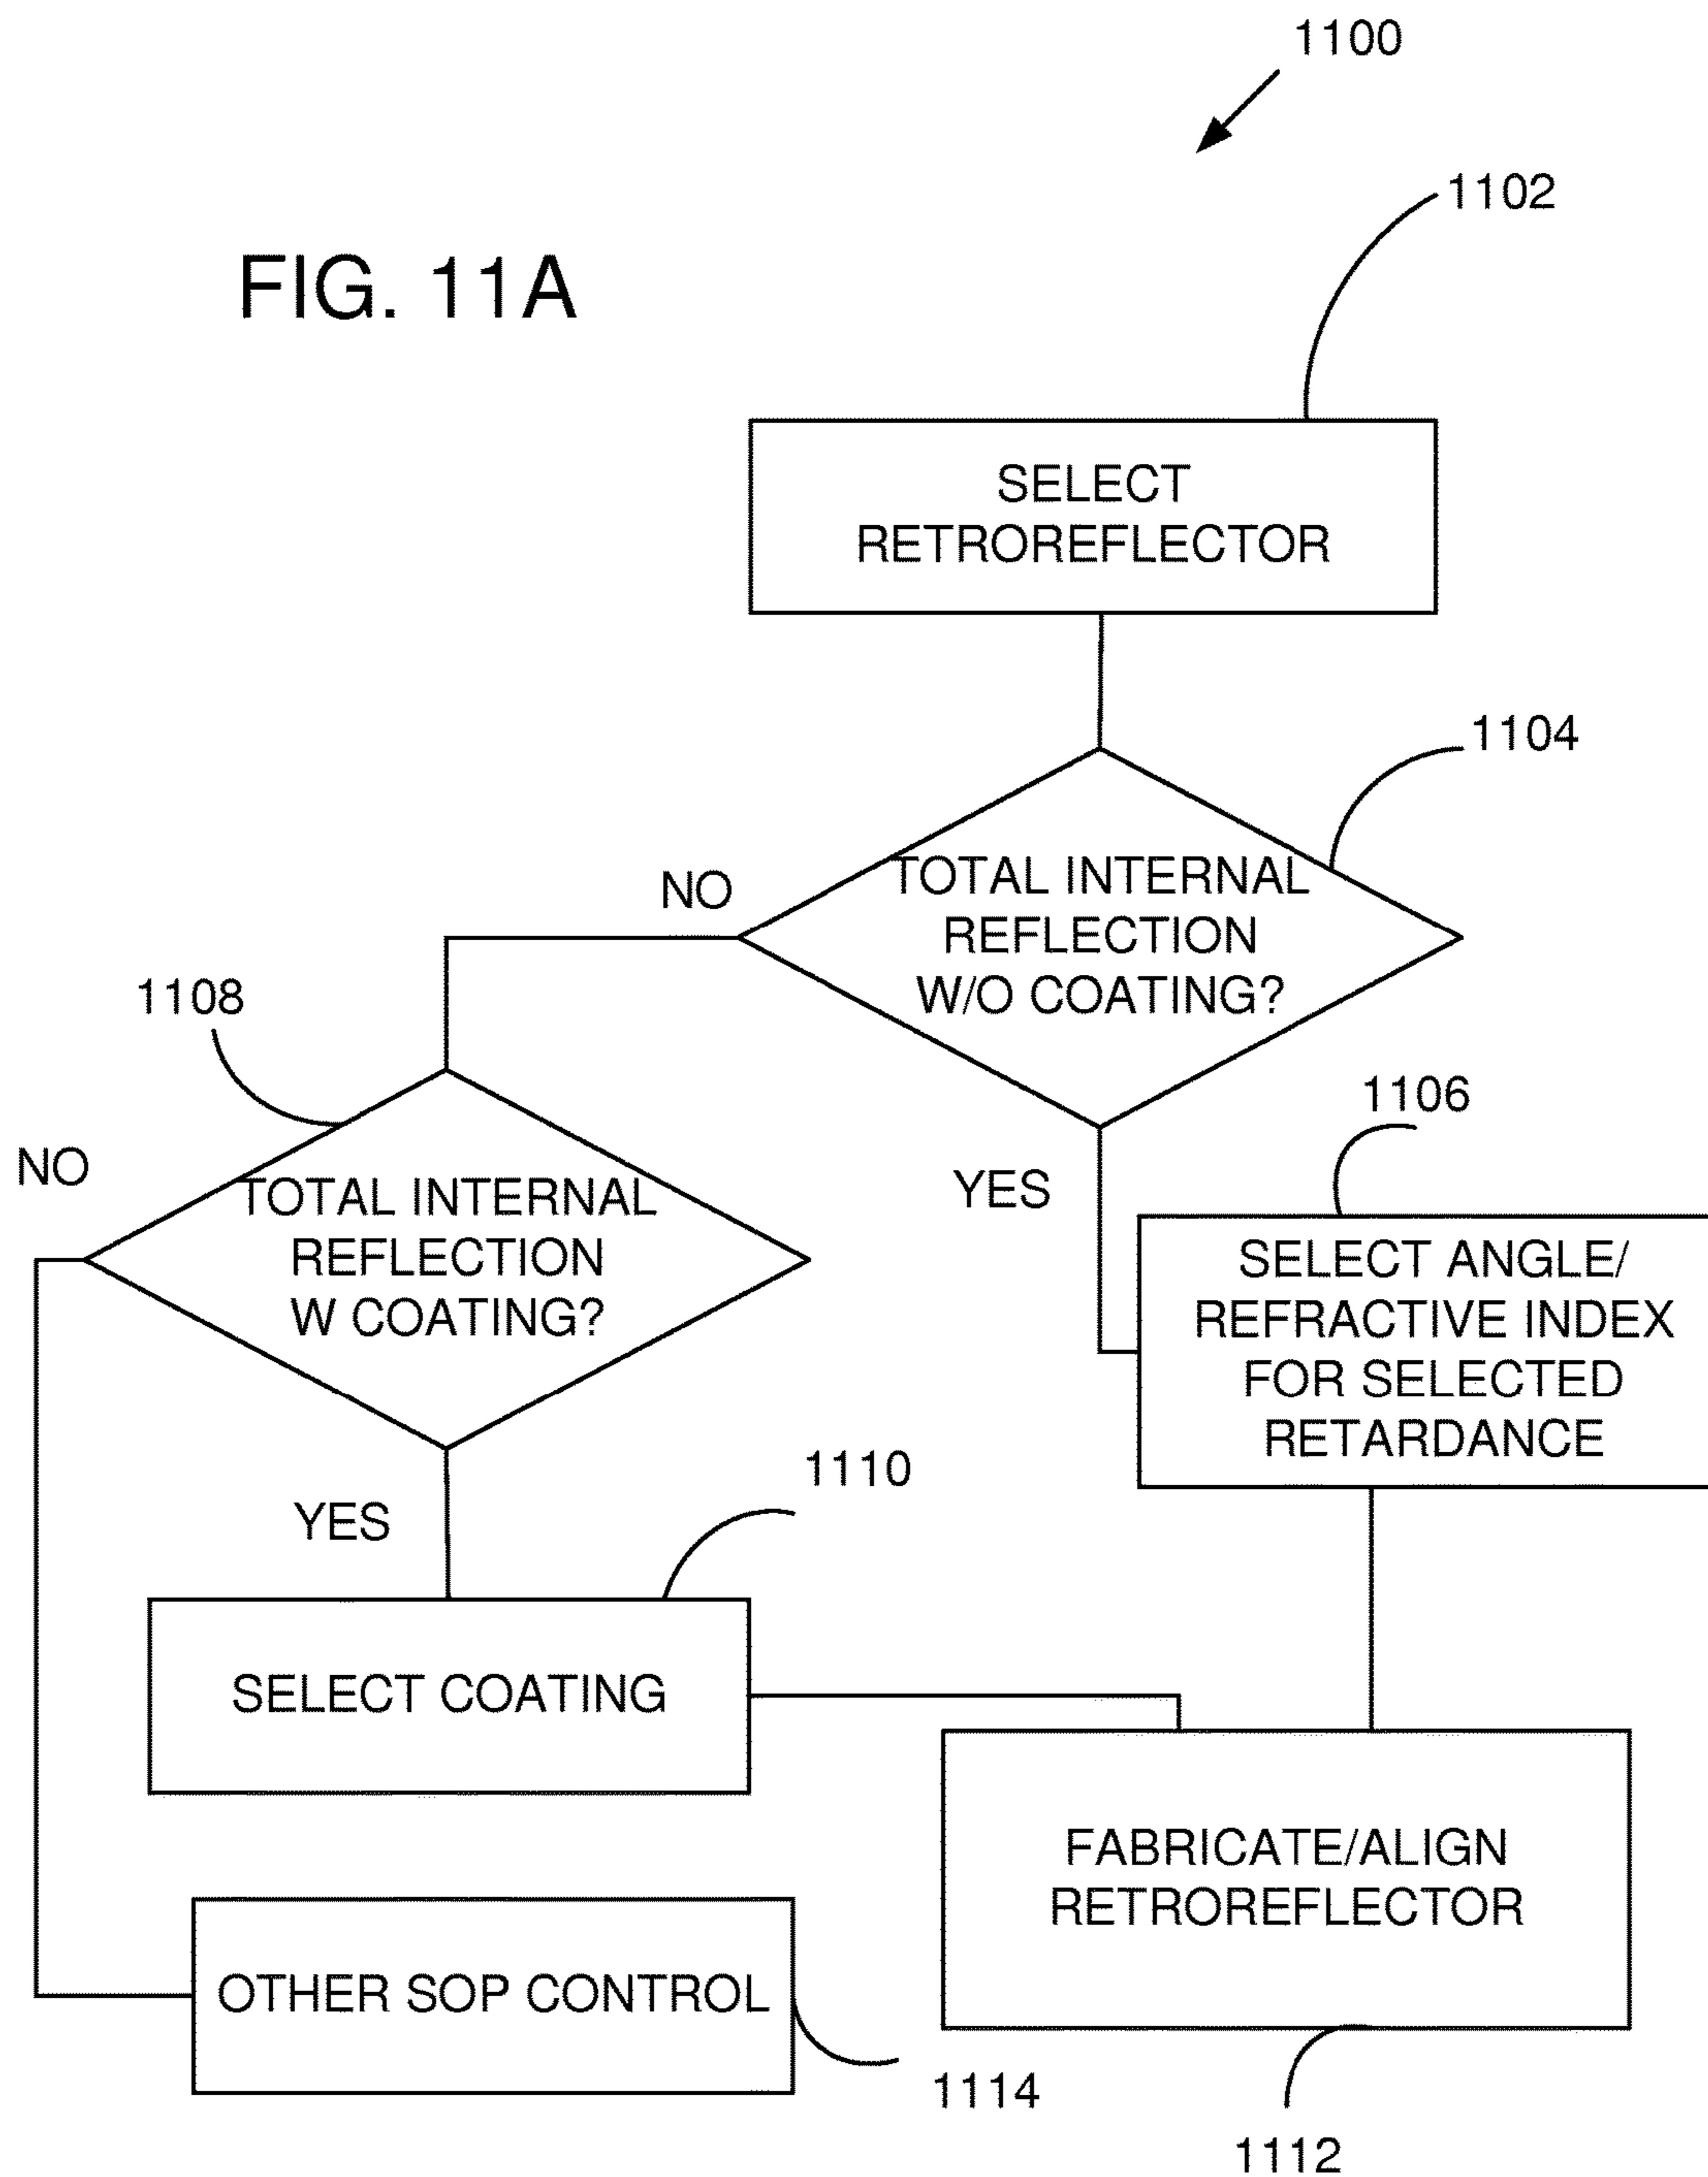 1100
1102
FIG. 11A
SELECT
RETROREFLECTOR
1104
TOTAL INTERNAL
REFLECTION
W/O COATING?
NO
1108
1106
YES
NO
TOTAL INTERNAL
REFLECTION
W COATING?
SELECT ANGLE/
REFRACTIVE INDEX
FOR SELECTED
RETARDANCE
1110
YES
SELECT COATING
FABRICATE/ALIGN
RETROREFLECTOR
OTHER SOP CONTROL
1114
1112